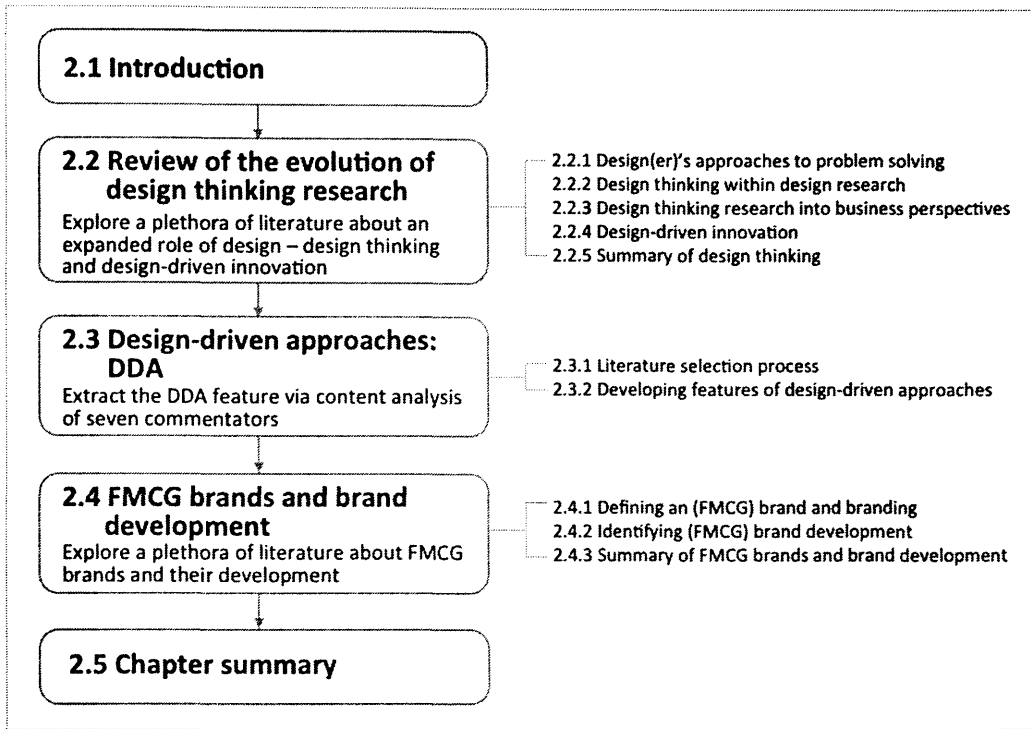 2.1 Introduction
2.2 Review of the evolution of
design thinking research
Explore a plethora of literature about an
expanded role of design – design thinking
and design-driven innovation
2.2.1 Design(er)'s approaches to problem solving
2.2.2 Design thinking within design research
2.2.3 Design thinking research into business perspectives
2.2.4 Design-driven innovation
2.2.5 Summary of design thinking
2.3 Design-driven approaches:
DDA
Extract the DDA feature via content analysis
of seven commentators
2.3.1 Literature selection process
2.3.2 Developing features of design-driven approaches
2.4 FMCG brands and brand
development
Explore a plethora of literature about FMCG
brands and their development
2.4.1 Defining an (FMCG) brand and branding
2.4.2 Identifying (FMCG) brand development
2.4.3 Summary of FMCG brands and brand development
2.5 Chapter summary